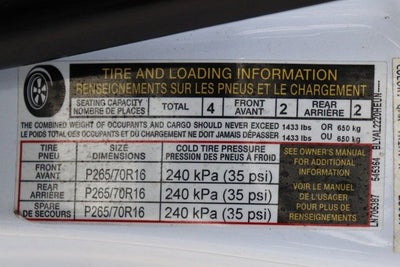 TIRE AND LOADING INFORMATION
RENSEIGNEMENTS SUR LES PNEUS ET LE CHARGEMENT
SEATING CAPACITY TOTAL 4 FRONT 2 REAR 2
NOMBRE DE PLACES AVANT ARRIÈRE
THE COMBINED WEIGHT OF OCCUPANTS AND CARGO SHOULD NEVER EXCEED 1433 lbs OR 650 kg
LE POIDS TOTAL DES OCCUPANTS ET DU CHARGEMENT NE DOIT JAMAIS DÉPASSER 1433 lbs OU 650 kg
TIRE SIZE COLD TIRE PRESSURE
PNEU DIMENSIONS PRESSION DES PNEUS À FROID
FRONT
AVANT P265/70R16 240 kPa (35 psi)
REAR
ARRIÈRE P265/70R16 240 kPa (35 psi)
SPARE
DE SECOURS P265/70R16 240 kPa (35 psi)
SEE OWNER'S MANUAL
FOR ADDITIONAL
INFORMATION
VOIR LE MANUEL
DE L'USAGER
POUR PLUS DE
RENSEIGNEMENTS
545364